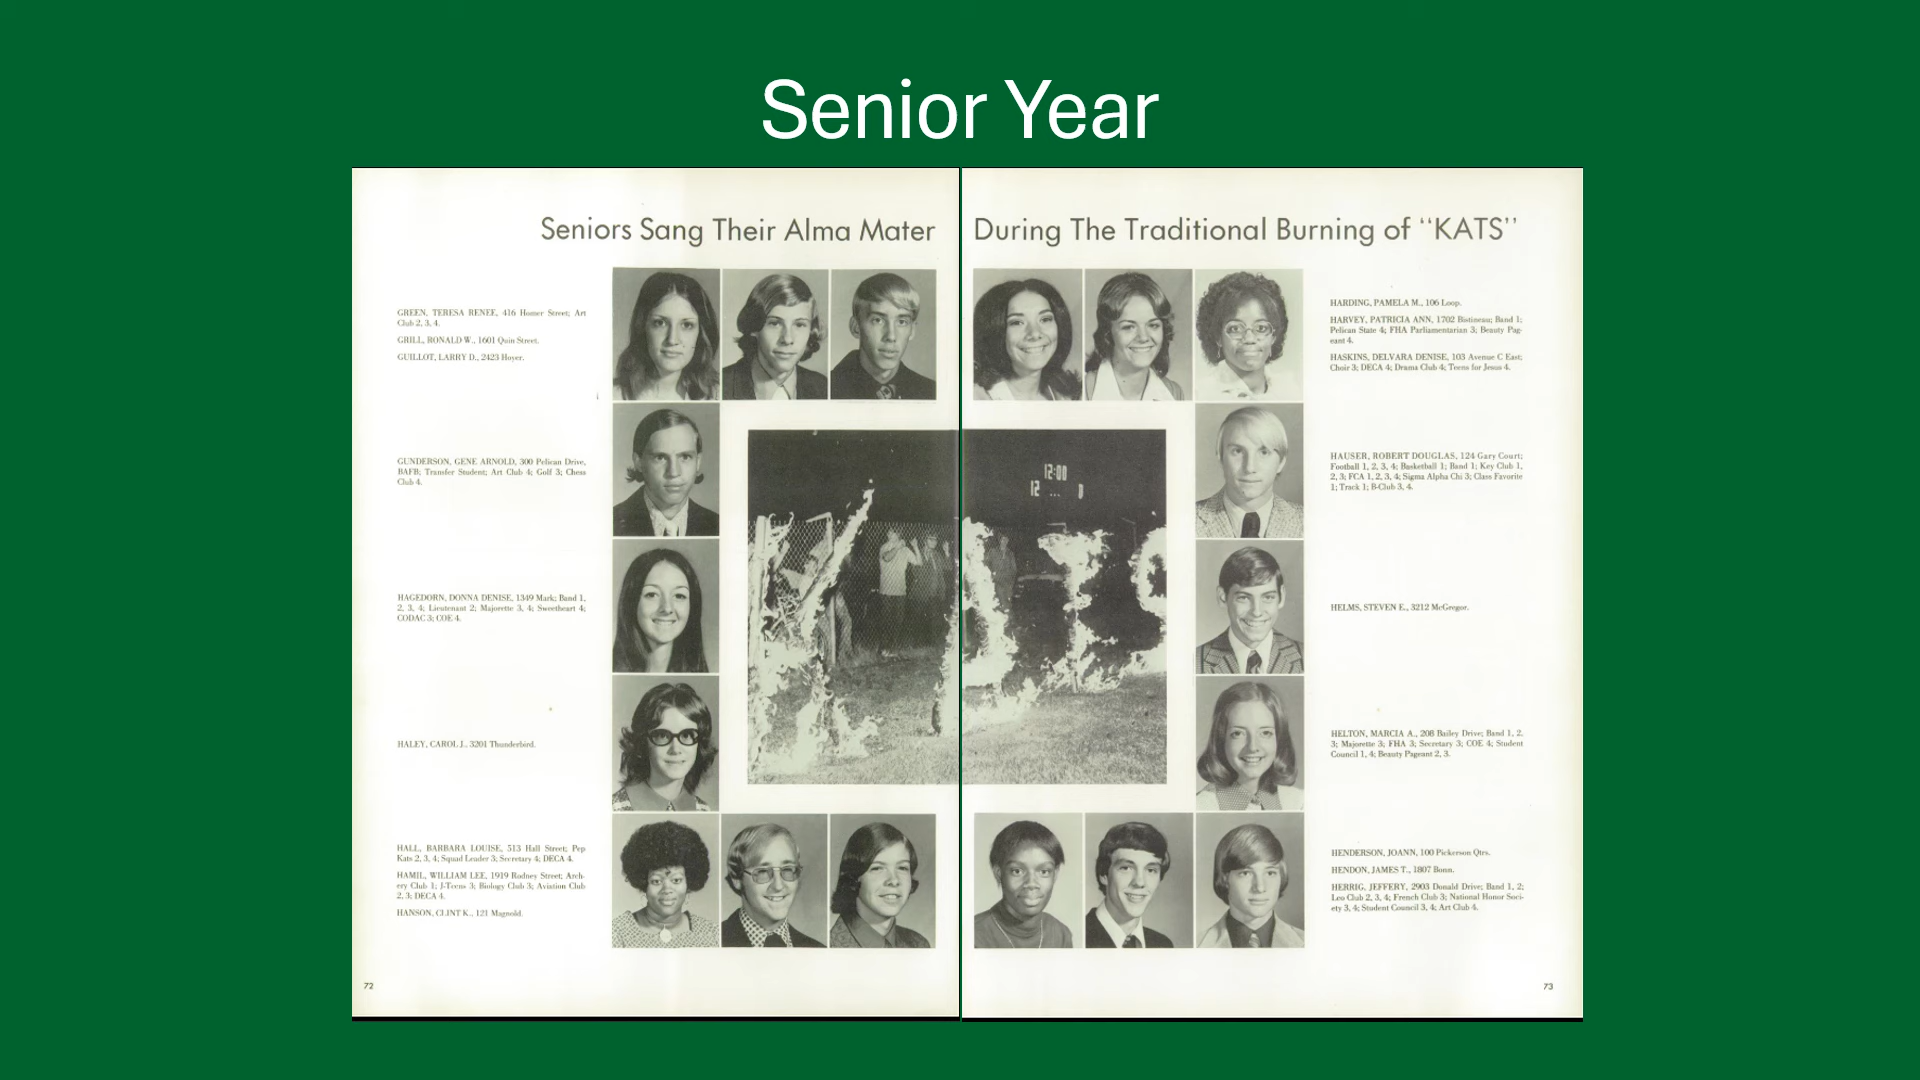 Senior Year
Seniors Sang Their Alma Mater
During The Traditional Burning of "KATS"
GREEN, TERESA RENEE, 416 Homer Street; Art
Club 2, 3, 4.
GRILL, RONALD W., 1601 Quin Street.
GUILLOT, LARRY D., 2423 Hoyer.
GUNDERSON, GENE ARNOLD, 300 Pelican Drive,
BAFB; Transfer Student; Art Club 4; Golf 3; Chess
Club 4.
HAGEDORN, DONNA DENISE, 1349 Mark; Band 1,
2, 3, 4; Lieutenant 2; Majorette 3, 4; Sweetheart 4;
CODAC 3; COE 4.
HALEY, CAROL J., 3201 Thunderbird.
HALL, BARBARA LOUISE, 513 Hall Street; Pep
Kats 2, 3, 4; Squad Leader 3; Secretary 4; DECA 4.
HAMIL, WILLIAM LEE, 1919 Rodney Street; Arch-
ery Club 1; J-Teens 3; Biology Club 3; Aviation Club
2, 3; DECA 4.
HANSON, CLINT K., 121 Magnold.
72
12:00
12
HARDING, PAMELA M., 106 Loop.
HARVEY, PATRICIA ANN, 1702 Bistineau; Band 1;
Pelican State 4; FHA Parliamentarian 3; Beauty Pag-
eant 4.
HASKINS, DELVARA DENISE, 103 Avenue C East;
Choir 3; DECA 4; Drama Club 4; Teens for Jesus 4.
HAUSER, ROBERT DOUGLAS, 124 Gary Court;
Football 1, 2, 3, 4; Basketball 1; Band 1; Key Club 1,
2, 3; FCA 1, 2, 3, 4; Sigma Alpha Chi 3; Class Favorite
1; Track 1; B-Club 3, 4.
HELMS, STEVEN E., 3212 McGregor.
HELTON, MARCIA A., 208 Bailey Drive; Band 1, 2,
3; Majorette 3; FHA 3; Secretary 3; COE 4; Student
Council 1, 4; Beauty Pageant 2, 3.
HENDERSON, JOANN, 100 Pickerson Qtrs.
HENDON, JAMES T., 1807 Bonn.
HERRIG, JEFFERY, 2903 Donald Drive; Band 1, 2;
Leo Club 2, 3, 4; French Club 3; National Honor Soci-
ety 3, 4; Student Council 3, 4; Art Club 4.
73